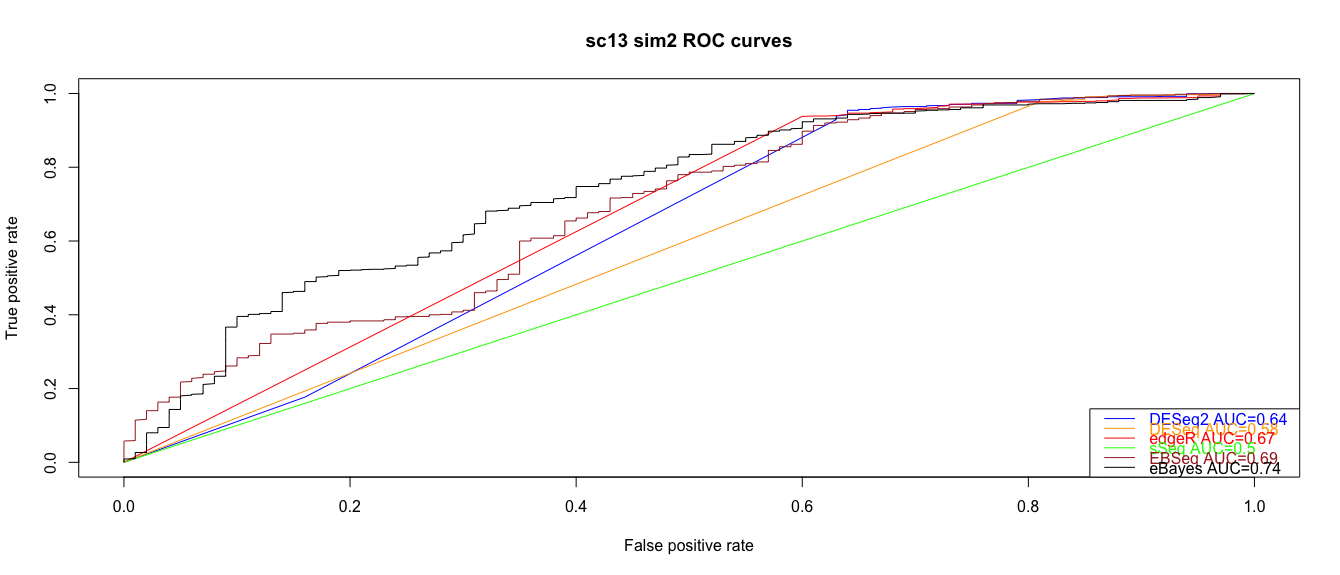 sc13 sim2 ROC curves
True positive rate
1.0
0.8
0.6
0.4
0.2
0.0
DESeq2 AUC=0.64
DESeq AUC=0.58
edgeR AUC=0.67
sSeq AUC=0.5
EBSeq AUC=0.69
eBayes AUC=0.74
0.0 0.2 0.4 0.6 0.8 1.0
False positive rate